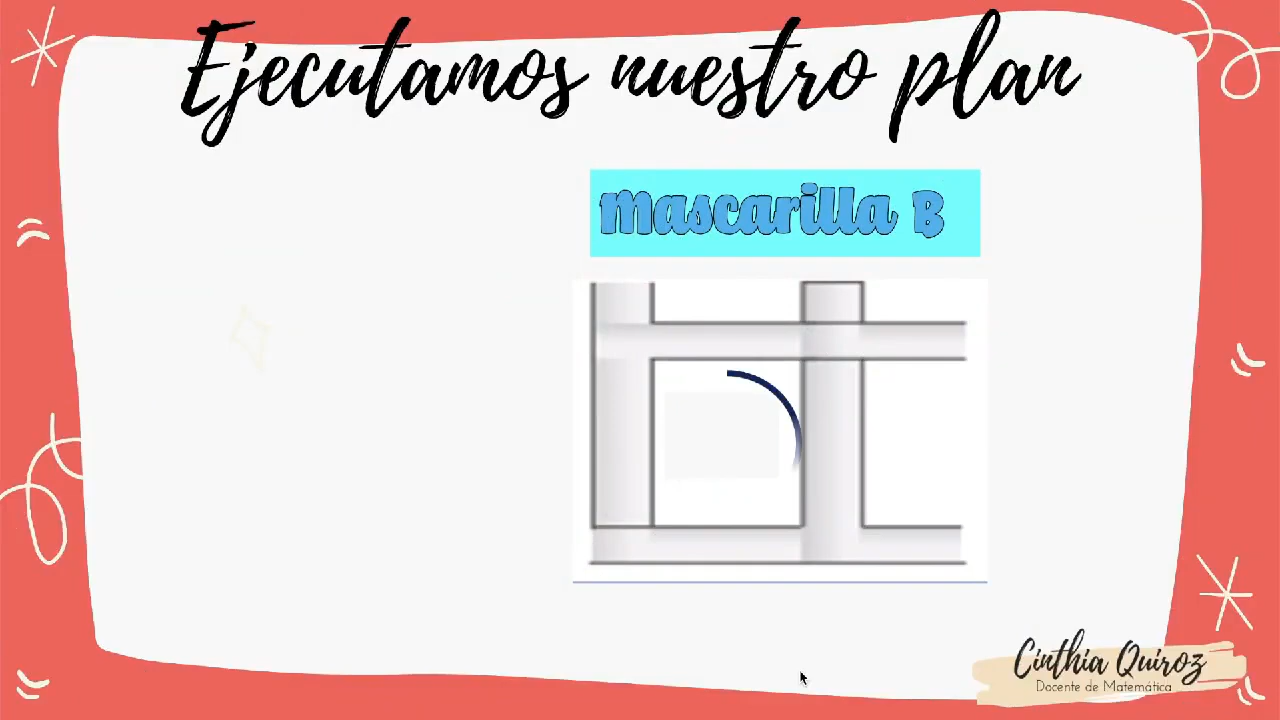 Ejecutamos nuestro plan
Mascarilla B
Cinthia Quiroz
Docente de Matemática